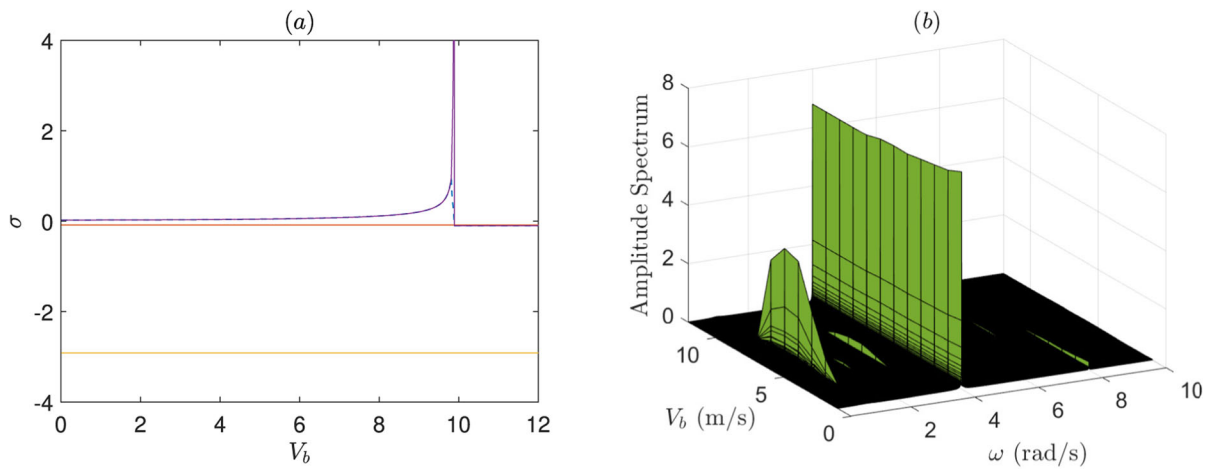 (a)
4
2
0
-2
-4
σ
0 2 4 6 8 10 12
V_b
(b)
8
6
4
2
0
Amplitude Spectrum
10
5
0
V_b (m/s)
2 4 6 8 10
ω (rad/s)